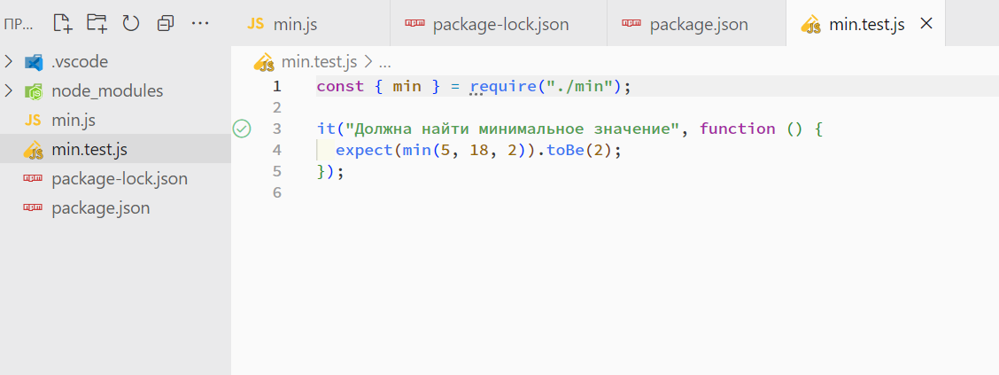 ПР...
JS min.js
package-lock.json
package.json
min.test.js
.vscode
node_modules
JS min.js
min.test.js
package-lock.json
package.json
min.test.js > ...
1 const { min } = require("./min");
2
3 it("Должна найти минимальное значение", function () {
4 expect(min(5, 18, 2)).toBe(2);
5 });
6